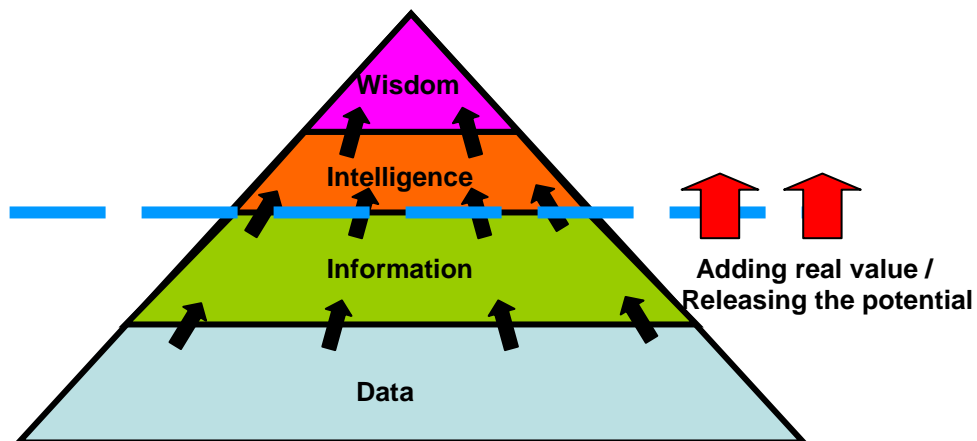 Wisdom
Intelligence
Information
Adding real value /
Releasing the potential
Data